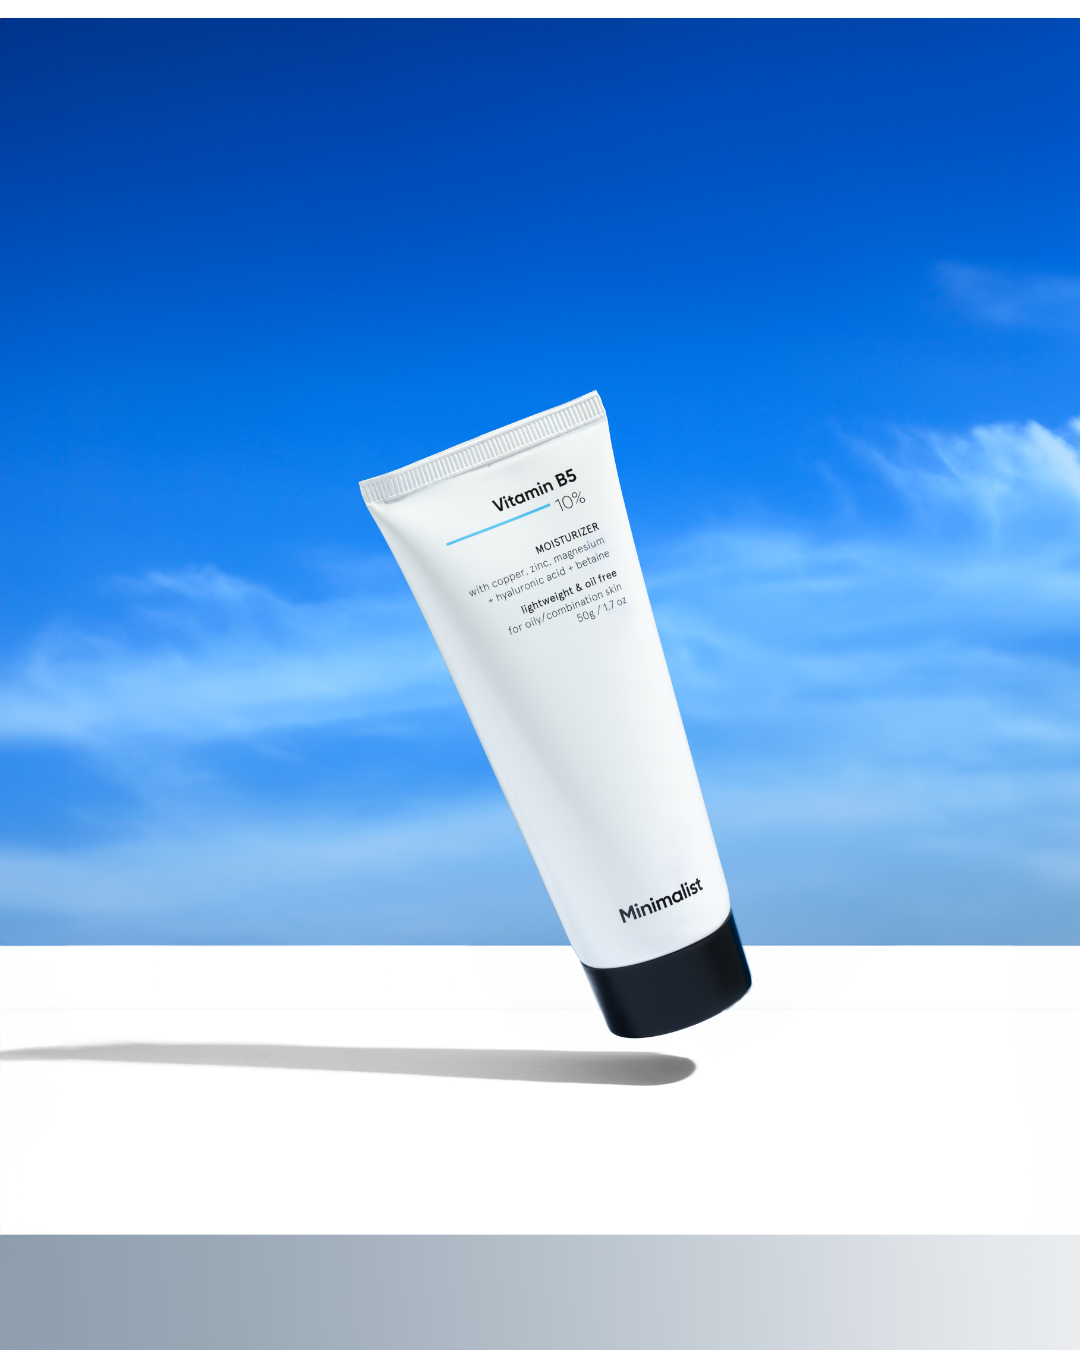 Vitamin B5
10%
MOISTURIZER
with copper, zinc, magnesium
+ hyaluronic acid + betaine
lightweight & oil free
for oily/combination skin
50g / 1.7 oz
Minimalist